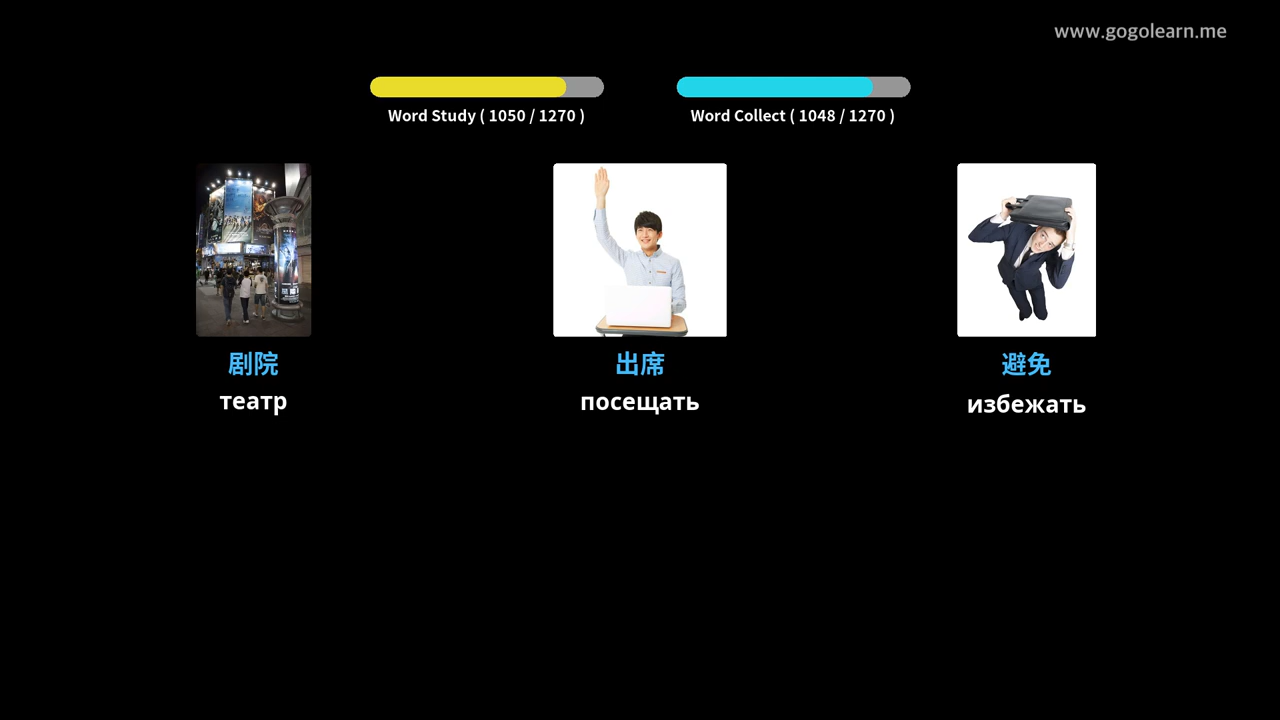 www.gogolearn.me
Word Study ( 1050 / 1270 )
Word Collect ( 1048 / 1270 )
剧院
出席
避免
театр
посещать
избежать